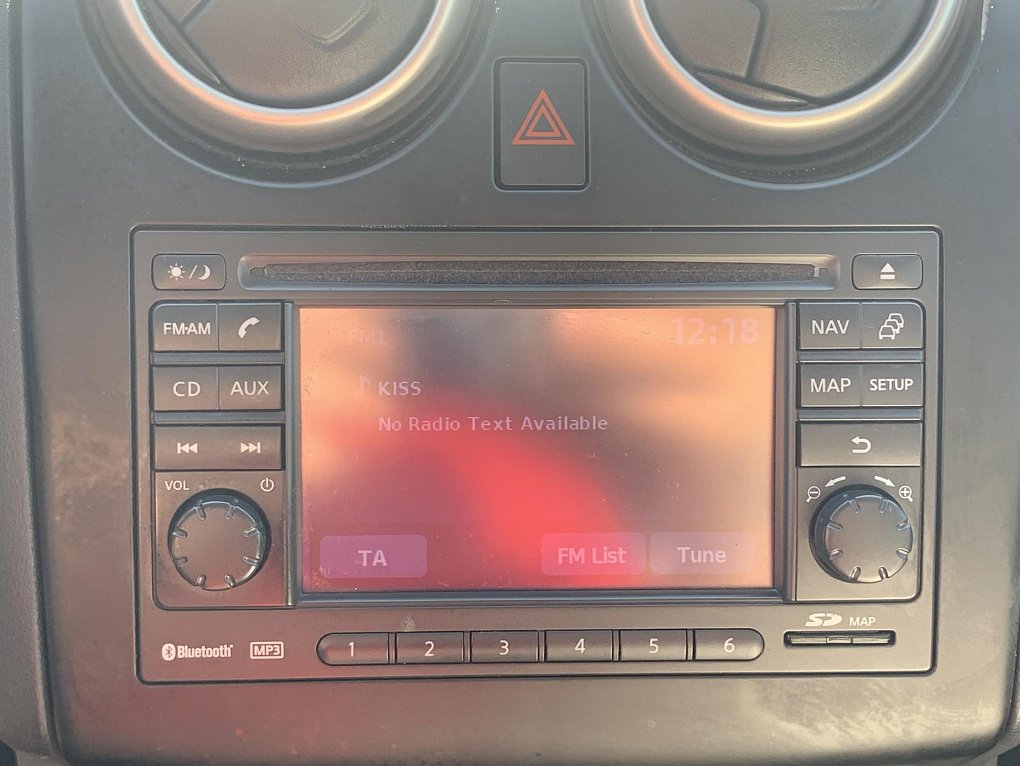 FM·AM
CD AUX
VOL
FM1 12:18
KISS
No Radio Text Available
TA FM List Tune
NAV
MAP SETUP
Bluetooth MP3 1 2 3 4 5 6
SD MAP